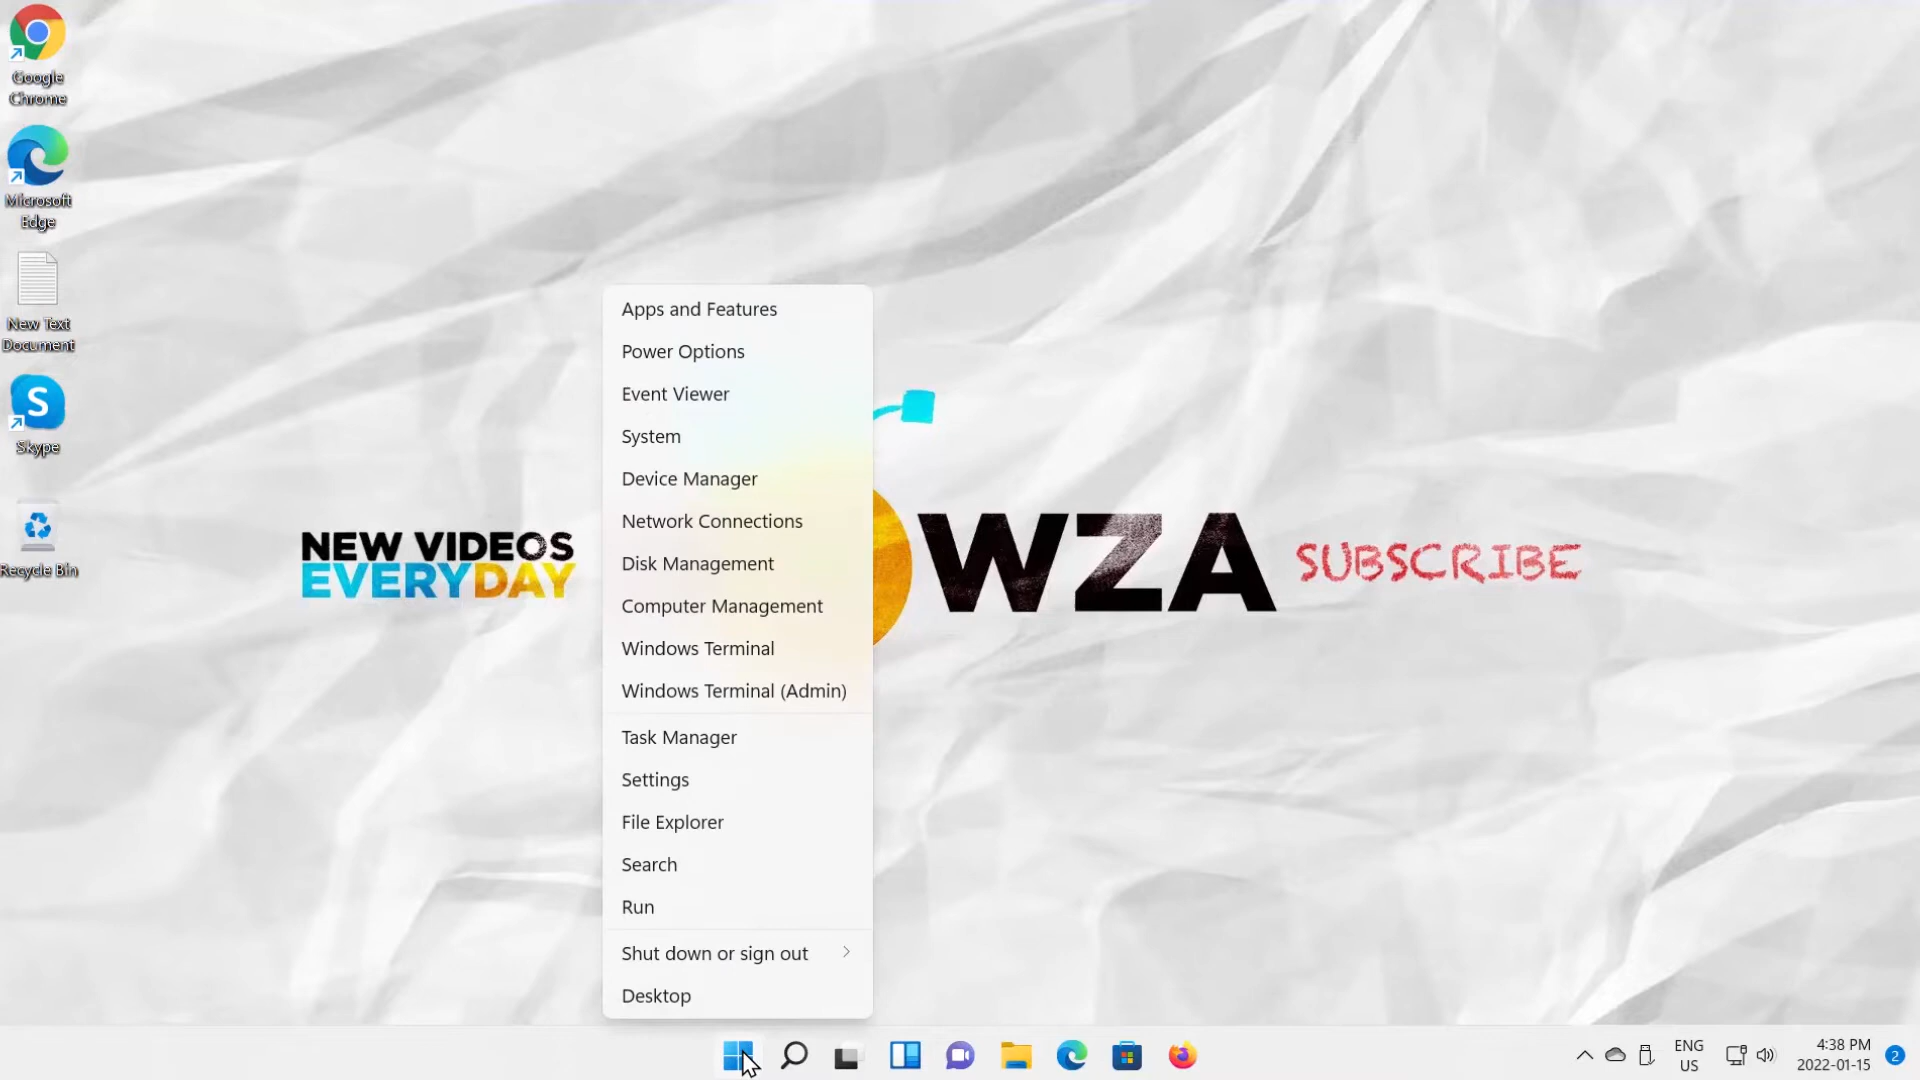 Google
Chrome
Microsoft
Edge
New Text
Document
Skype
Recycle Bin
Apps and Features
Power Options
Event Viewer
System
Device Manager
Network Connections
Disk Management
Computer Management
Windows Terminal
Windows Terminal (Admin)
Task Manager
Settings
File Explorer
Search
Run
Shut down or sign out
Desktop
NEW VIDEOS
EVERYDAY
WZA
SUBSCRIBE
ENG
US
4:38 PM
2022-01-15
2